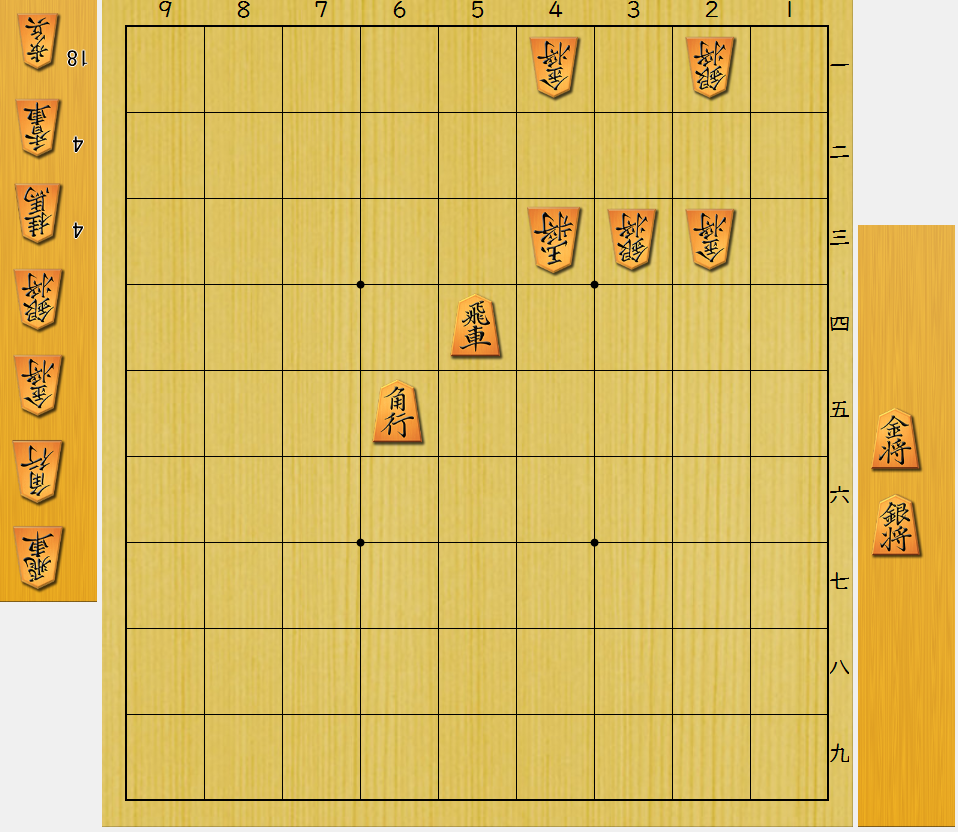 9 8 7 6 5 4 3 2 1
歩兵 18
香車 4
桂馬 4
銀将
金将
角行
飛車
金将 銀将 一
二
玉将 銀将 金将 三
飛車 四
角行 五
六
七
八
九
金将
銀将